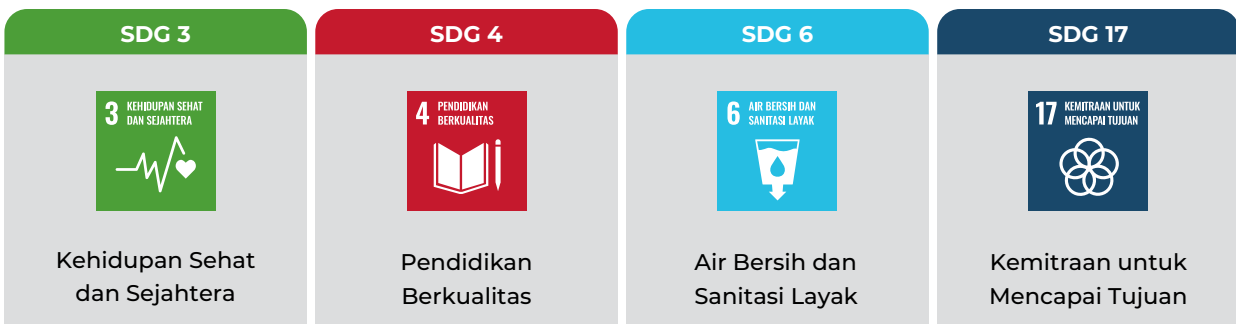 SDG 3
3 KEHIDUPAN SEHAT
DAN SEJAHTERA
Kehidupan Sehat
dan Sejahtera
SDG 4
4 PENDIDIKAN
BERKUALITAS
Pendidikan
Berkualitas
SDG 6
6 AIR BERSIH DAN
SANITASI LAYAK
Air Bersih dan
Sanitasi Layak
SDG 17
17 KEMITRAAN UNTUK
MENCAPAI TUJUAN
Kemitraan untuk
Mencapai Tujuan